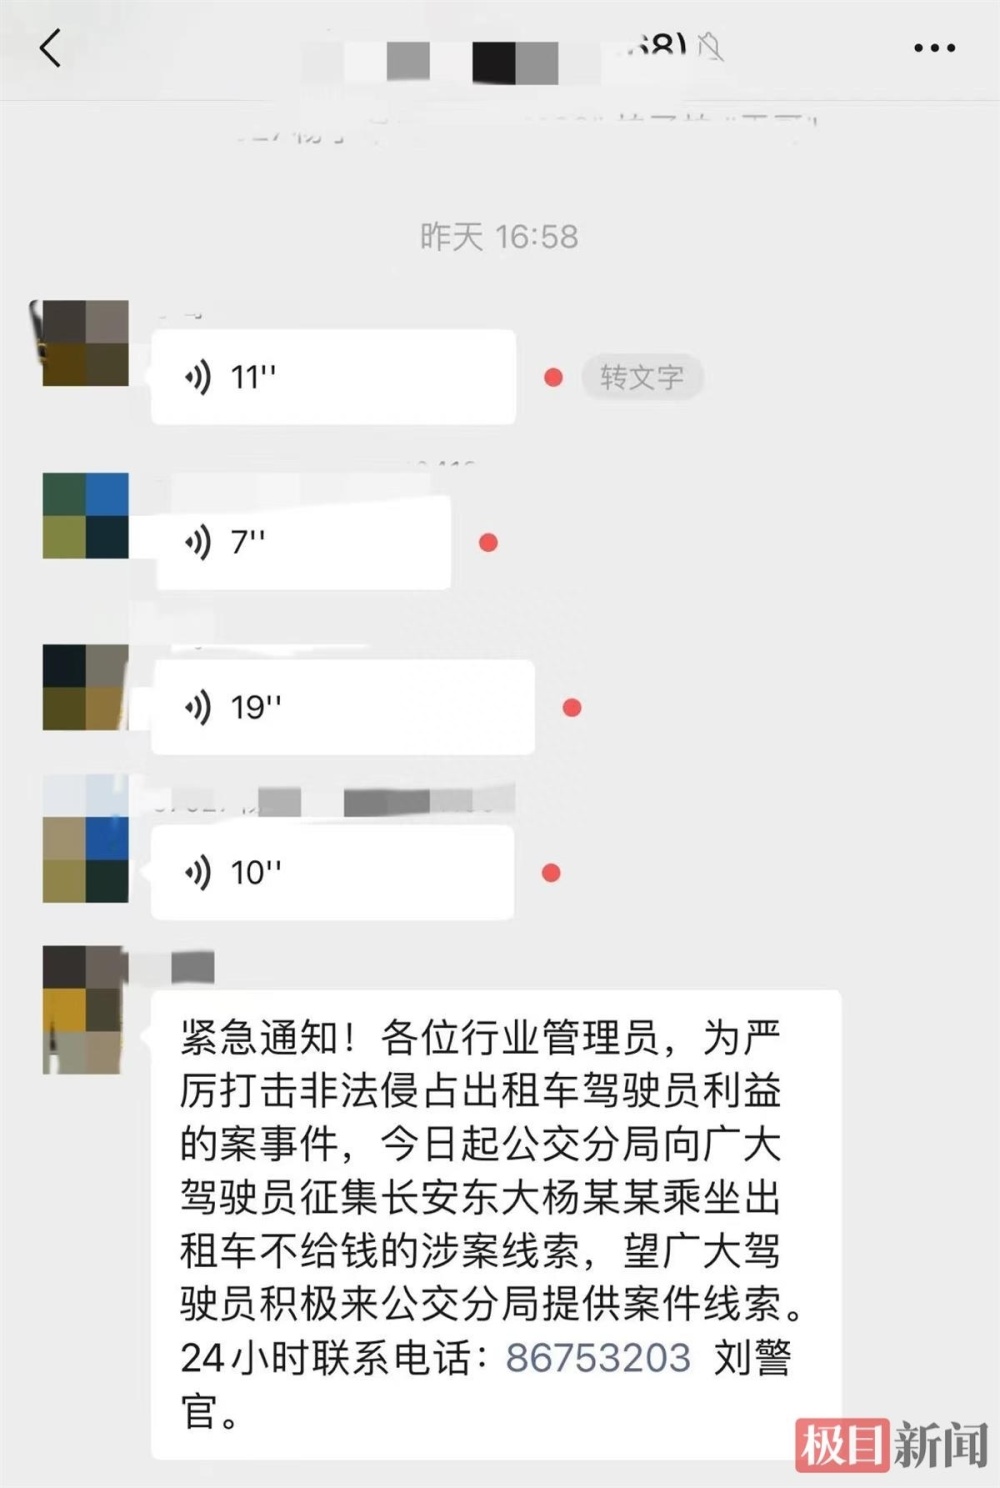 昨天 16:58
11''
转文字
7''
19''
10''
紧急通知！各位行业管理员，为严
厉打击非法侵占出租车驾驶员利益
的案事件，今日起公交分局向广大
驾驶员征集长安东大杨某某乘坐出
租车不给钱的涉案线索，望广大驾
驶员积极来公交分局提供案件线索。
24小时联系电话：86753203 刘警
官。
极目新闻